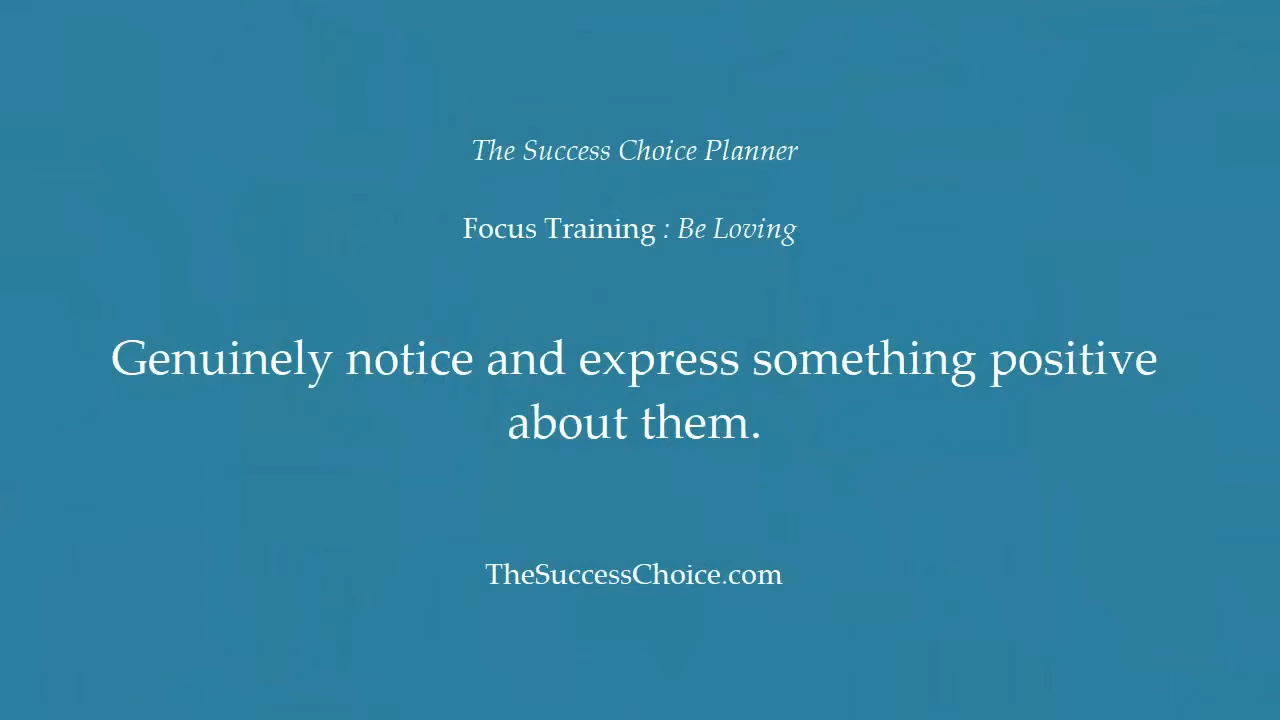 The Success Choice Planner
Focus Training : Be Loving
Genuinely notice and express something positive
about them.
TheSuccessChoice.com